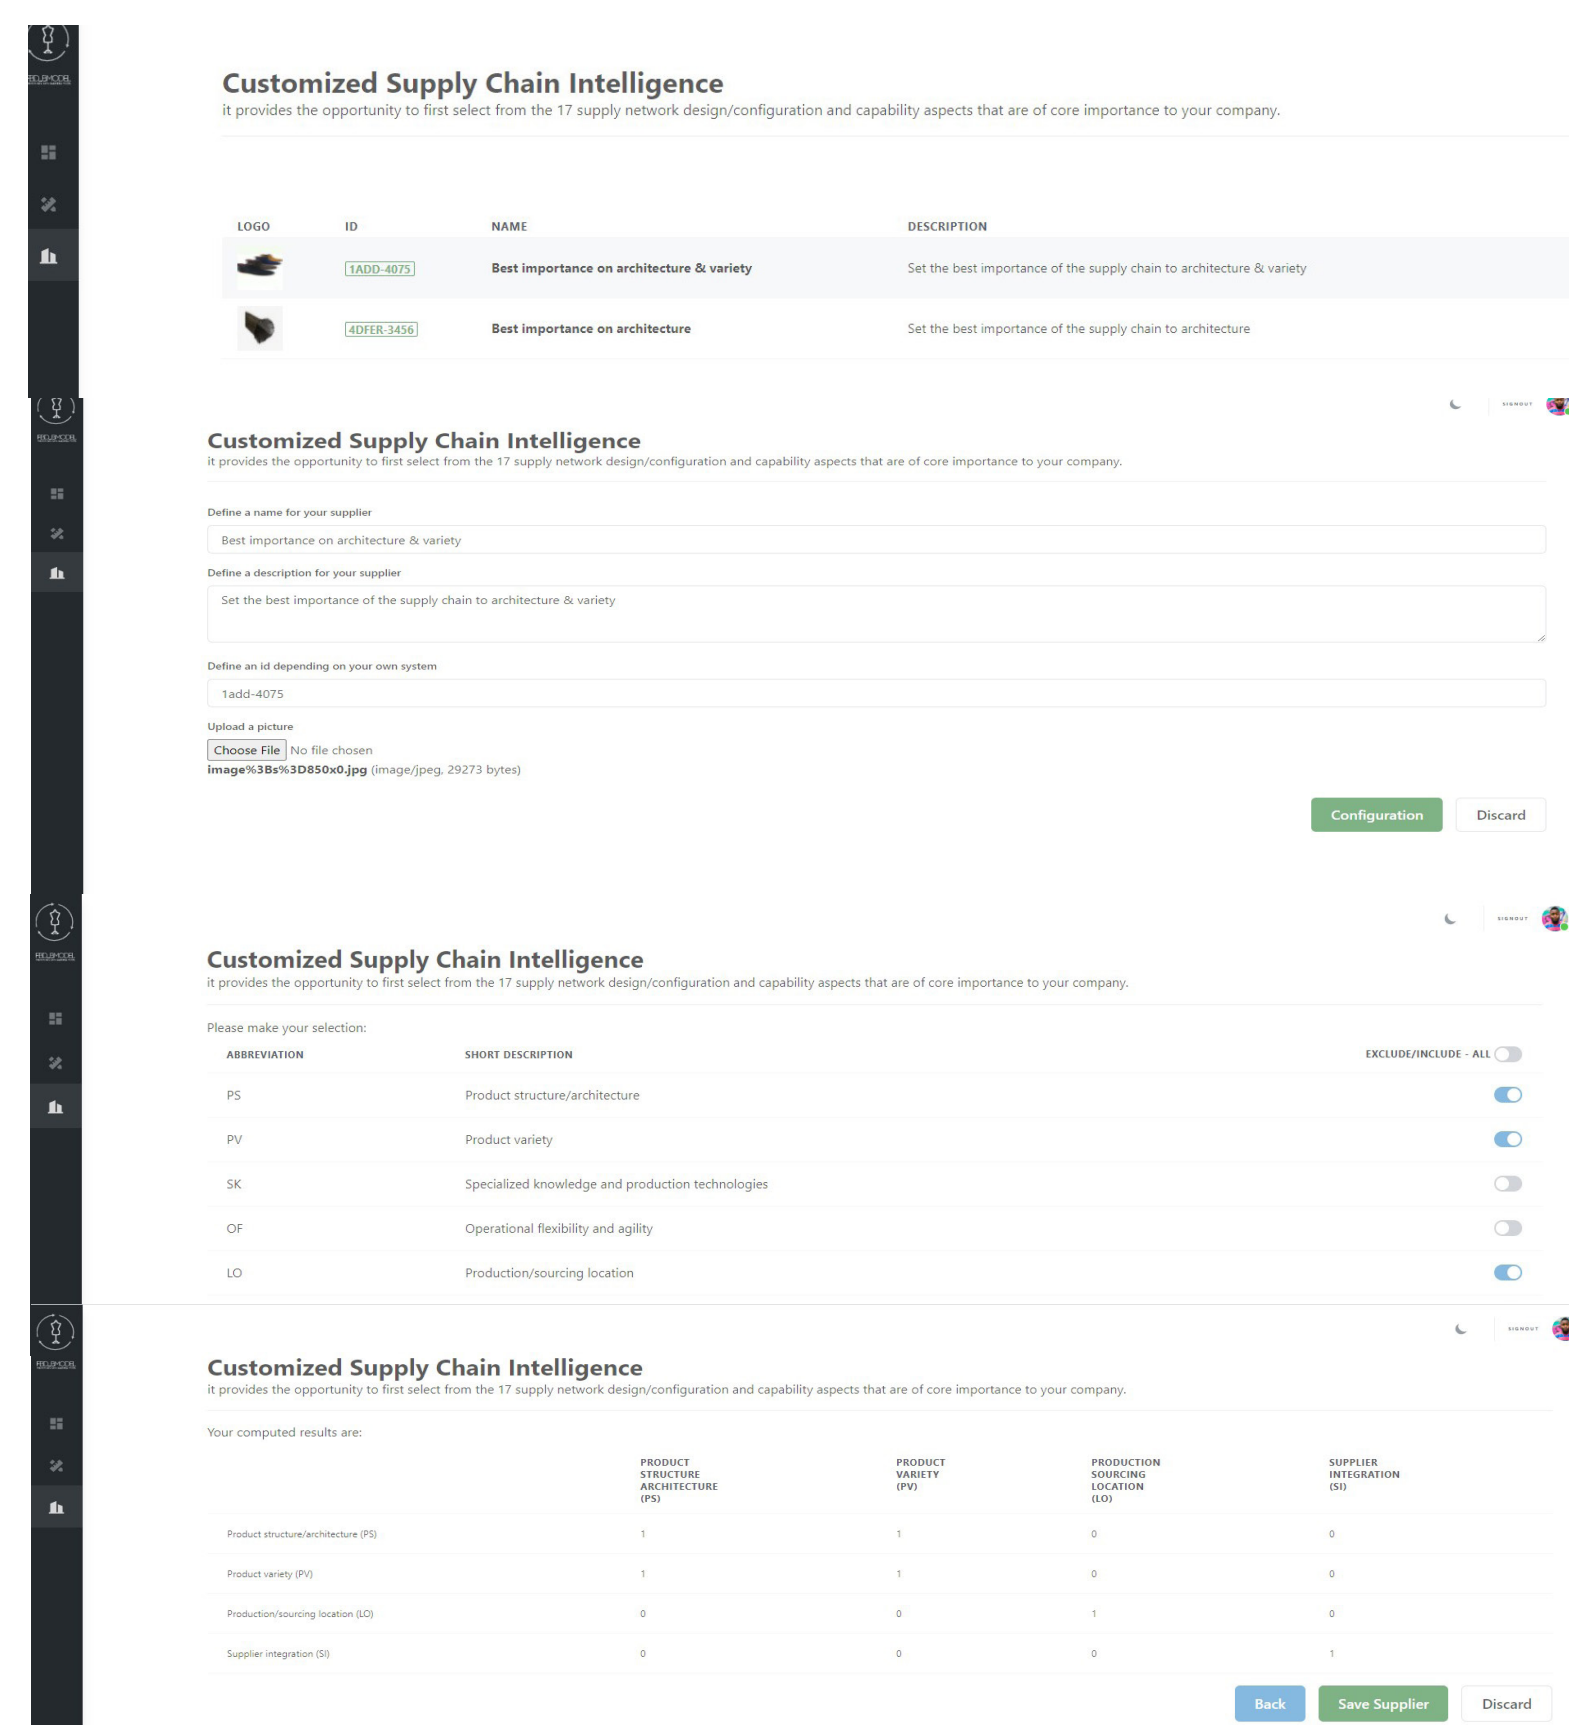 Customized Supply Chain Intelligence
it provides the opportunity to first select from the 17 supply network design/configuration and capability aspects that are of core importance to your company.
LOGO ID NAME DESCRIPTION
1ADD-4075 Best importance on architecture & variety Set the best importance of the supply chain to architecture & variety
4DFER-3456 Best importance on architecture Set the best importance of the supply chain to architecture
SIGNOUT
Customized Supply Chain Intelligence
it provides the opportunity to first select from the 17 supply network design/configuration and capability aspects that are of core importance to your company.
Define a name for your supplier
Best importance on architecture & variety
Define a description for your supplier
Set the best importance of the supply chain to architecture & variety
Define an id depending on your own system
1add-4075
Upload a picture
Choose File No file chosen
image%3Bs%3D850x0.jpg (image/jpeg, 29273 bytes)
Configuration Discard
SIGNOUT
Customized Supply Chain Intelligence
it provides the opportunity to first select from the 17 supply network design/configuration and capability aspects that are of core importance to your company.
Please make your selection:
ABBREVIATION SHORT DESCRIPTION EXCLUDE/INCLUDE - ALL
PS Product structure/architecture
PV Product variety
SK Specialized knowledge and production technologies
OF Operational flexibility and agility
LO Production/sourcing location
SIGNOUT
Customized Supply Chain Intelligence
it provides the opportunity to first select from the 17 supply network design/configuration and capability aspects that are of core importance to your company.
Your computed results are:
PRODUCT STRUCTURE ARCHITECTURE (PS) PRODUCT VARIETY (PV) PRODUCTION SOURCING LOCATION (LO) SUPPLIER INTEGRATION (SI)
Product structure/architecture (PS) 1 1 0 0
Product variety (PV) 1 1 0 0
Production/sourcing location (LO) 0 0 1 0
Supplier integration (SI) 0 0 0 1
Back Save Supplier Discard